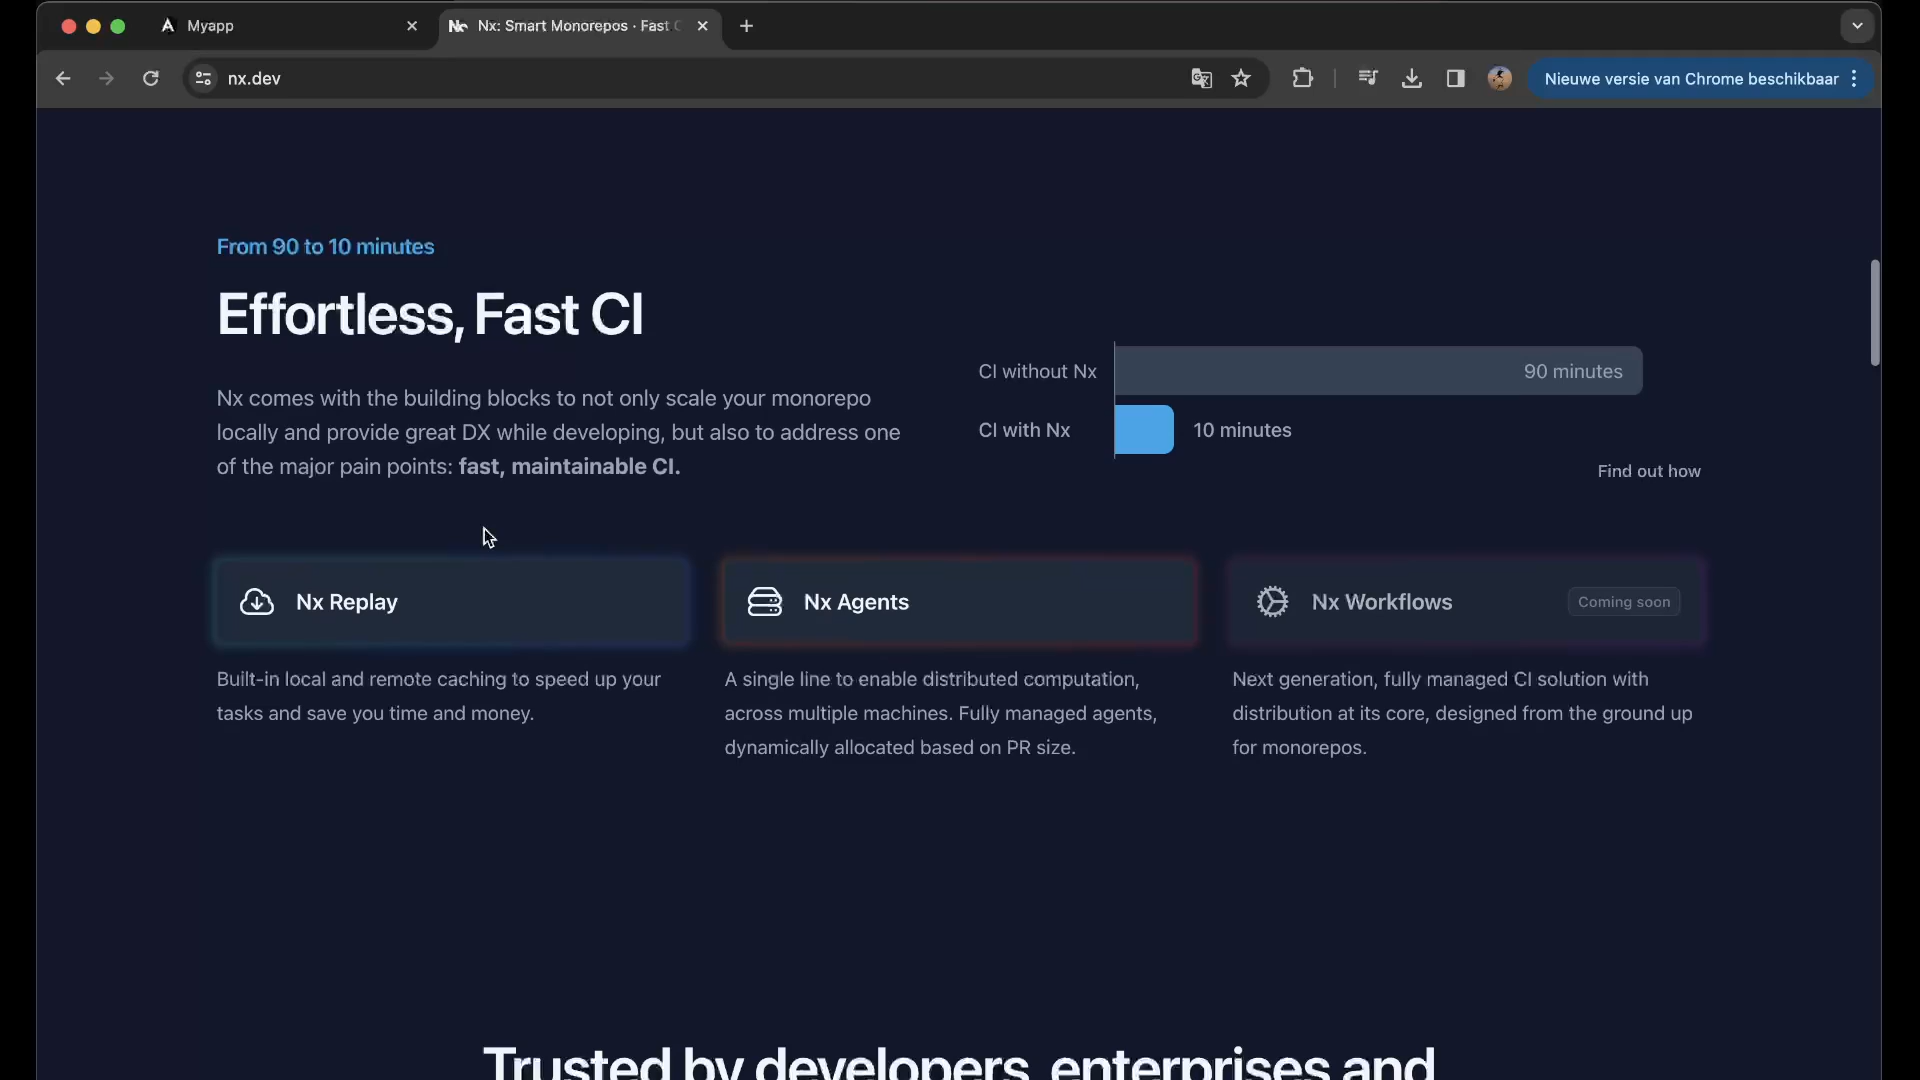 Myapp
Nx: Smart Monorepos · Fast C
nx.dev
Nieuwe versie van Chrome beschikbaar
From 90 to 10 minutes
Effortless, Fast CI
Nx comes with the building blocks to not only scale your monorepo
locally and provide great DX while developing, but also to address one
of the major pain points: fast, maintainable CI.
CI without Nx
90 minutes
CI with Nx
10 minutes
Find out how
Nx Replay
Built-in local and remote caching to speed up your
tasks and save you time and money.
Nx Agents
A single line to enable distributed computation,
across multiple machines. Fully managed agents,
dynamically allocated based on PR size.
Nx Workflows
Coming soon
Next generation, fully managed CI solution with
distribution at its core, designed from the ground up
for monorepos.
Trusted by developers, enterprises and